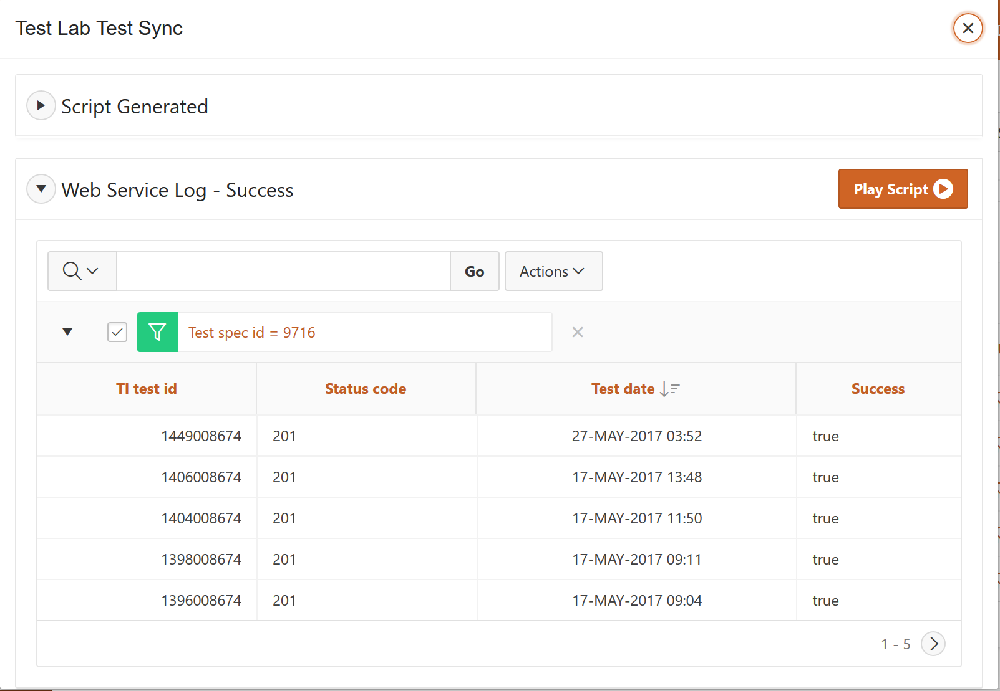 Test Lab Test Sync
Script Generated
Web Service Log - Success
Play Script
Go
Actions
Test spec id = 9716
Tl test id Status code Test date Success
1449008674 201 27-MAY-2017 03:52 true
1406008674 201 17-MAY-2017 13:48 true
1404008674 201 17-MAY-2017 11:50 true
1398008674 201 17-MAY-2017 09:11 true
1396008674 201 17-MAY-2017 09:04 true
1 - 5